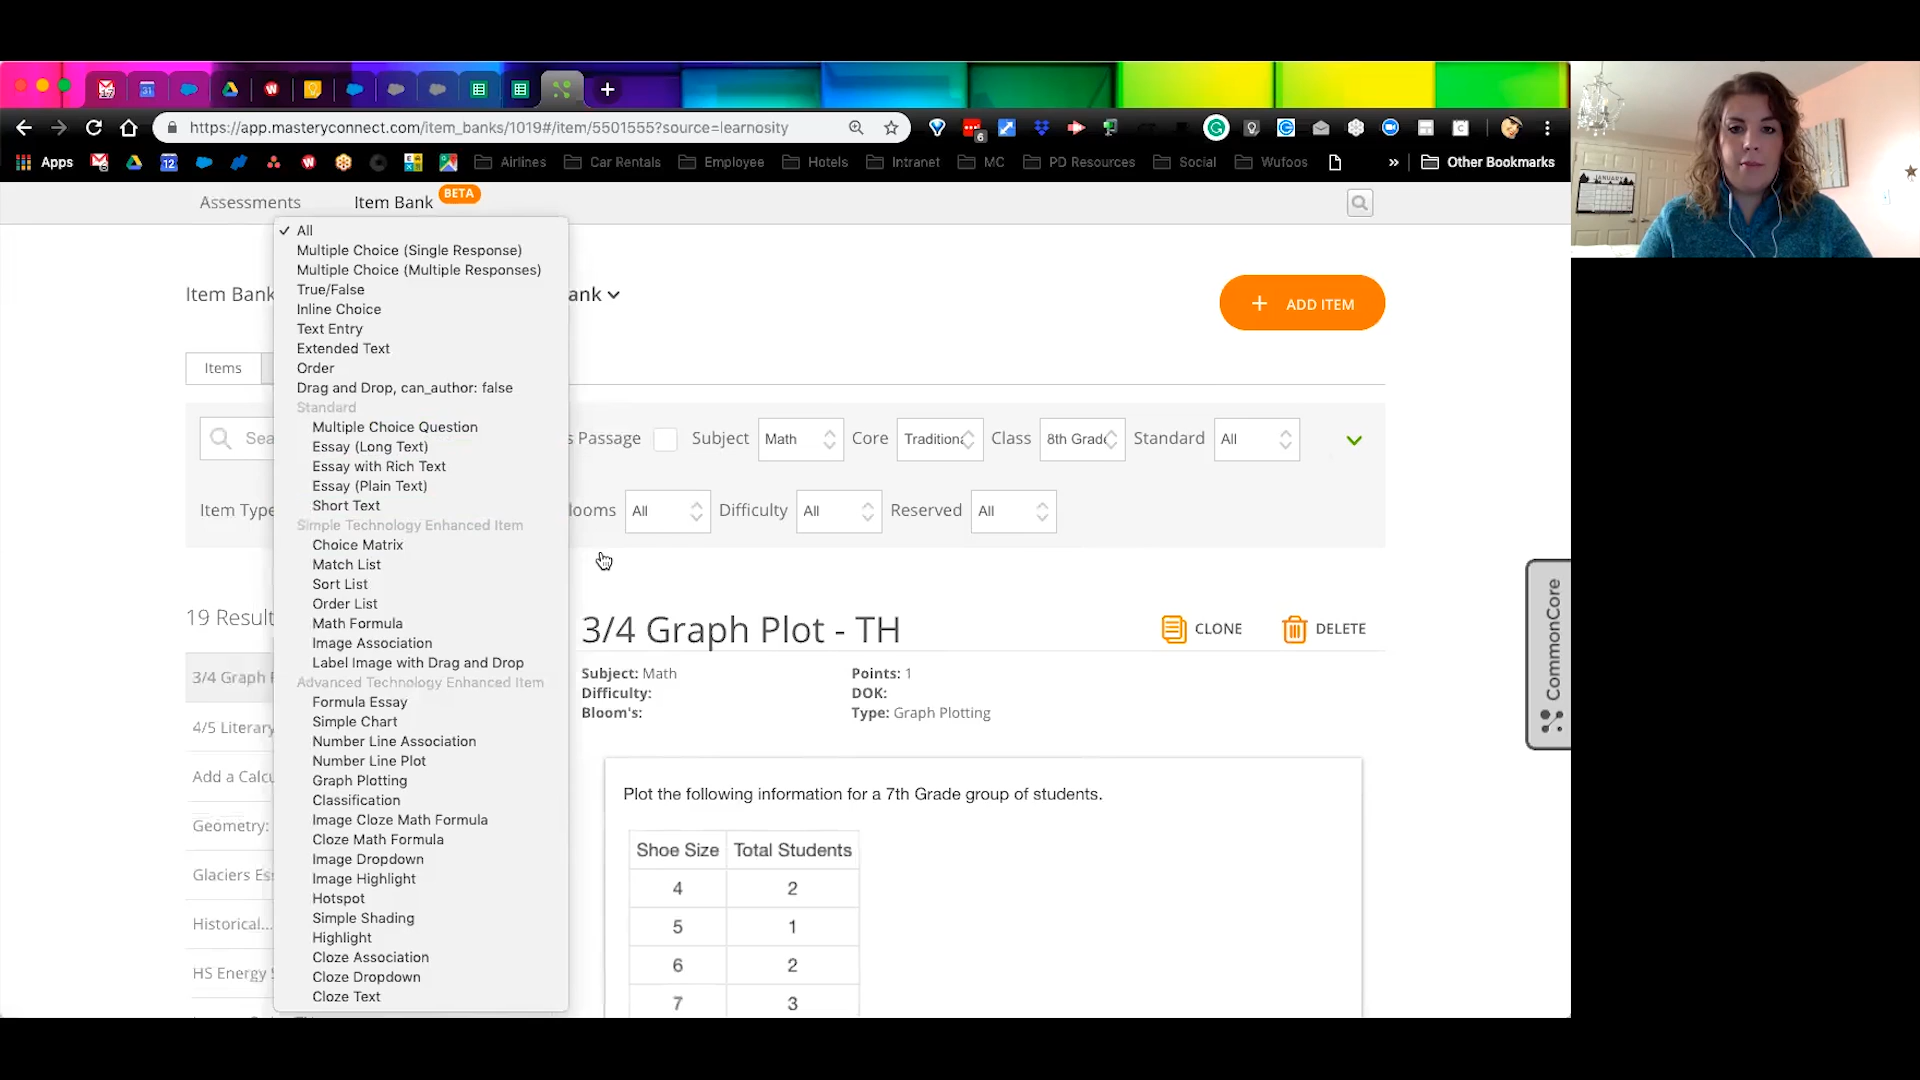 https://app.masteryconnect.com/item_banks/1019#/item/5501555?source=learnosity
Apps
Airlines
Car Rentals
Employee
Hotels
Intranet
MC
PD Resources
Social
Wufoos
»
Other Bookmarks
Assessments
Item Bank
BETA
All
Multiple Choice (Single Response)
Multiple Choice (Multiple Responses)
True/False
Inline Choice
Text Entry
Extended Text
Order
Drag and Drop, can_author: false
Standard
Multiple Choice Question
Essay (Long Text)
Essay with Rich Text
Essay (Plain Text)
Short Text
Simple Technology Enhanced Item
Choice Matrix
Match List
Sort List
Order List
Math Formula
Image Association
Label Image with Drag and Drop
Advanced Technology Enhanced Item
Formula Essay
Simple Chart
Number Line Association
Number Line Plot
Graph Plotting
Classification
Image Cloze Math Formula
Cloze Math Formula
Image Dropdown
Image Highlight
Hotspot
Simple Shading
Highlight
Cloze Association
Cloze Dropdown
Cloze Text
Item Bank
ank
+ ADD ITEM
Items
Sea
s Passage
Subject Math
Core Traditiona
Class 8th Grade
Standard All
Item Type
looms All
Difficulty All
Reserved All
19 Result
3/4 Graph P
4/5 Literary
Add a Calcu
Geometry:
Glaciers Es
Historical...
HS Energy S
3/4 Graph Plot - TH
CLONE
DELETE
Subject: Math
Points: 1
Difficulty:
DOK:
Bloom's:
Type: Graph Plotting
Plot the following information for a 7th Grade group of students.
Shoe Size Total Students
4 2
5 1
6 2
7 3
CommonCore
JANUARY